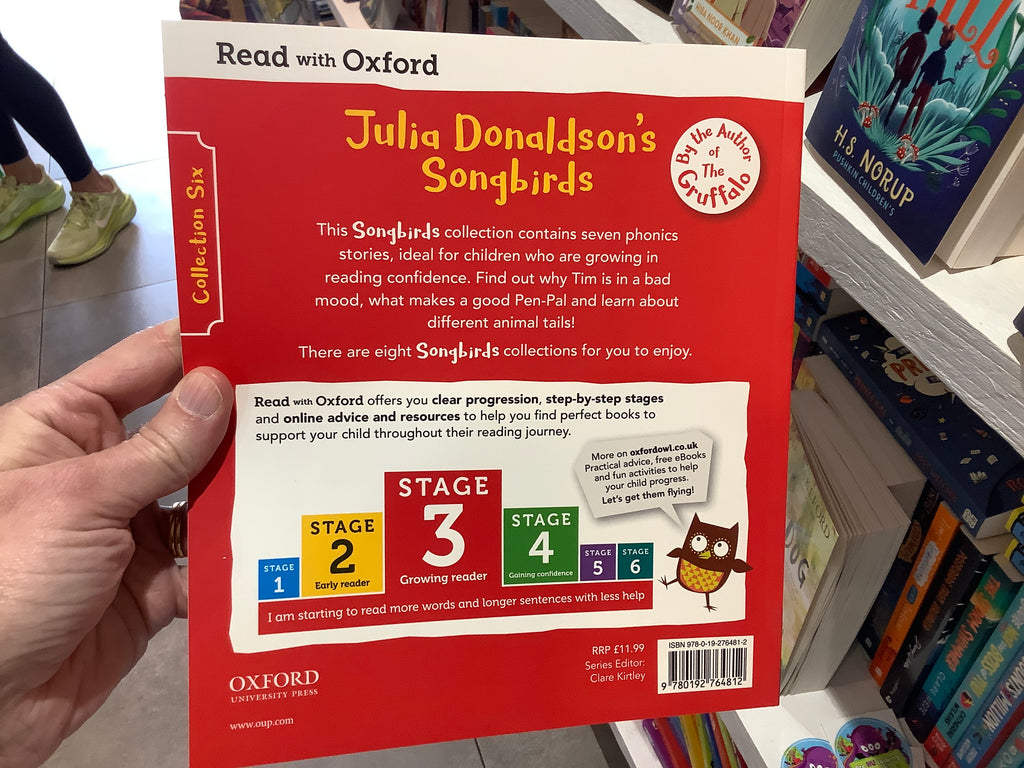 Read with Oxford
Julia Donaldson's
Songbirds
By the Author
of
The
Gruffalo
Collection Six
This Songbirds collection contains seven phonics
stories, ideal for children who are growing in
reading confidence. Find out why Tim is in a bad
mood, what makes a good Pen-Pal and learn about
different animal tails!
There are eight Songbirds collections for you to enjoy.
Read with Oxford offers you clear progression, step-by-step stages
and online advice and resources to help you find perfect books to
support your child throughout their reading journey.
More on oxfordowl.co.uk
Practical advice, free eBooks
and fun activities to help
your child progress.
Let's get them flying!
STAGE
1
STAGE
2
Early reader
STAGE
3
Growing reader
STAGE
4
Gaining confidence
STAGE
5
STAGE
6
I am starting to read more words and longer sentences with less help
OXFORD
UNIVERSITY PRESS
www.oup.com
RRP £11.99
Series Editor:
Clare Kirtley
ISBN 978-0-19-276481-2
9 780192 764812
NOOR KHAN
H.S. NORUP
PUSHKIN CHILDREN'S